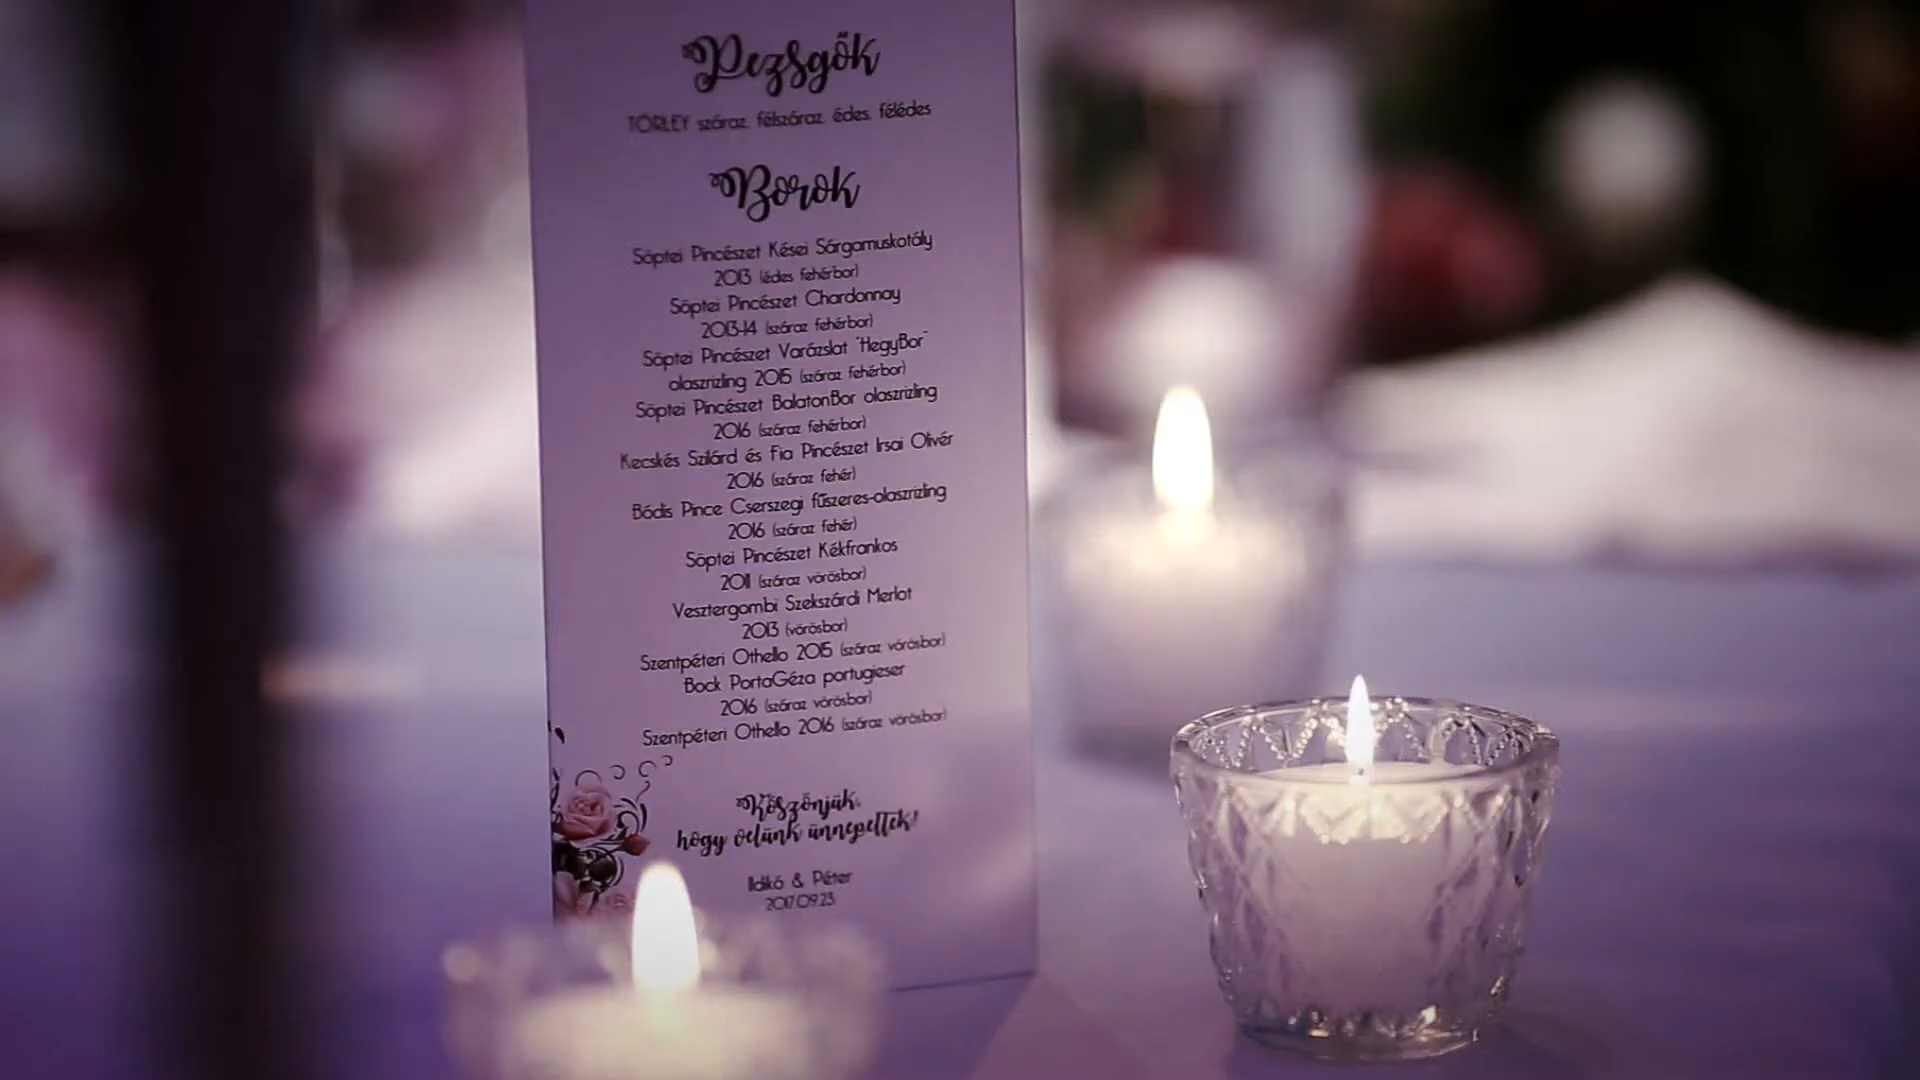 Pezsgők
TÖRLEY száraz, félszáraz, édes, félédes
Borok
Söptei Pincészet Kései Sárgamuskotály
2013 (édes fehérbor)
Söptei Pincészet Chardonnay
2013-14 (száraz fehérbor)
Söptei Pincészet Varázslat "HegyBor"
olaszrizling 2015 (száraz fehérbor)
Söptei Pincészet BalatonBor olaszrizling
2016 (száraz fehérbor)
Kecskés Szilárd és Fia Pincészet Irsai Olivér
2016 (száraz fehér)
Bódis Pince Cserszegi fűszeres-olaszrizling
2016 (száraz fehér)
Söptei Pincészet Kékfrankos
2011 (száraz vörösbor)
Vesztergombi Szekszárdi Merlot
2013 (vörösbor)
Szentpéteri Othello 2015 (száraz vörösbor)
Bock PortaGéza portugieser
2016 (száraz vörösbor)
Szentpéteri Othello 2016 (száraz vörösbor)
Köszönjük,
hogy velünk ünnepeltek!
Ildikó & Péter
2017.09.23.